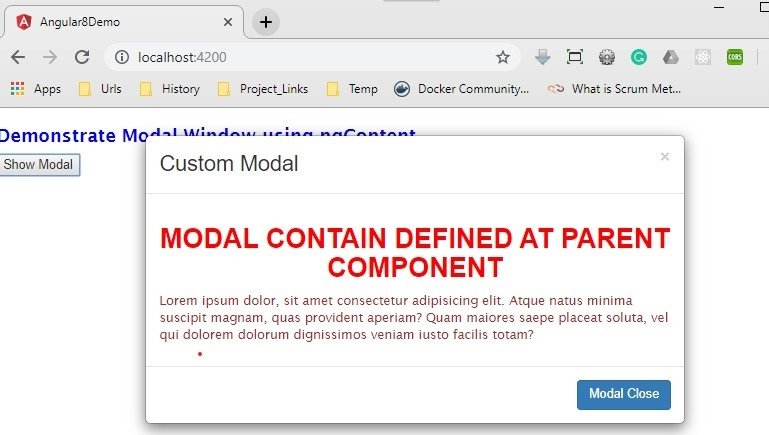 Angular8Demo
localhost:4200
Apps Urls History Project_Links Temp Docker Community... What is Scrum Met...
CORS
Demonstrate Modal Window using ngContent
Show Modal
Custom Modal
×
MODAL CONTAIN DEFINED AT PARENT
COMPONENT
Lorem ipsum dolor, sit amet consectetur adipisicing elit. Atque natus minima
suscipit magnam, quas provident aperiam? Quam maiores saepe placeat soluta, vel
qui dolorem dolorum dignissimos veniam iusto facilis totam?
Modal Close